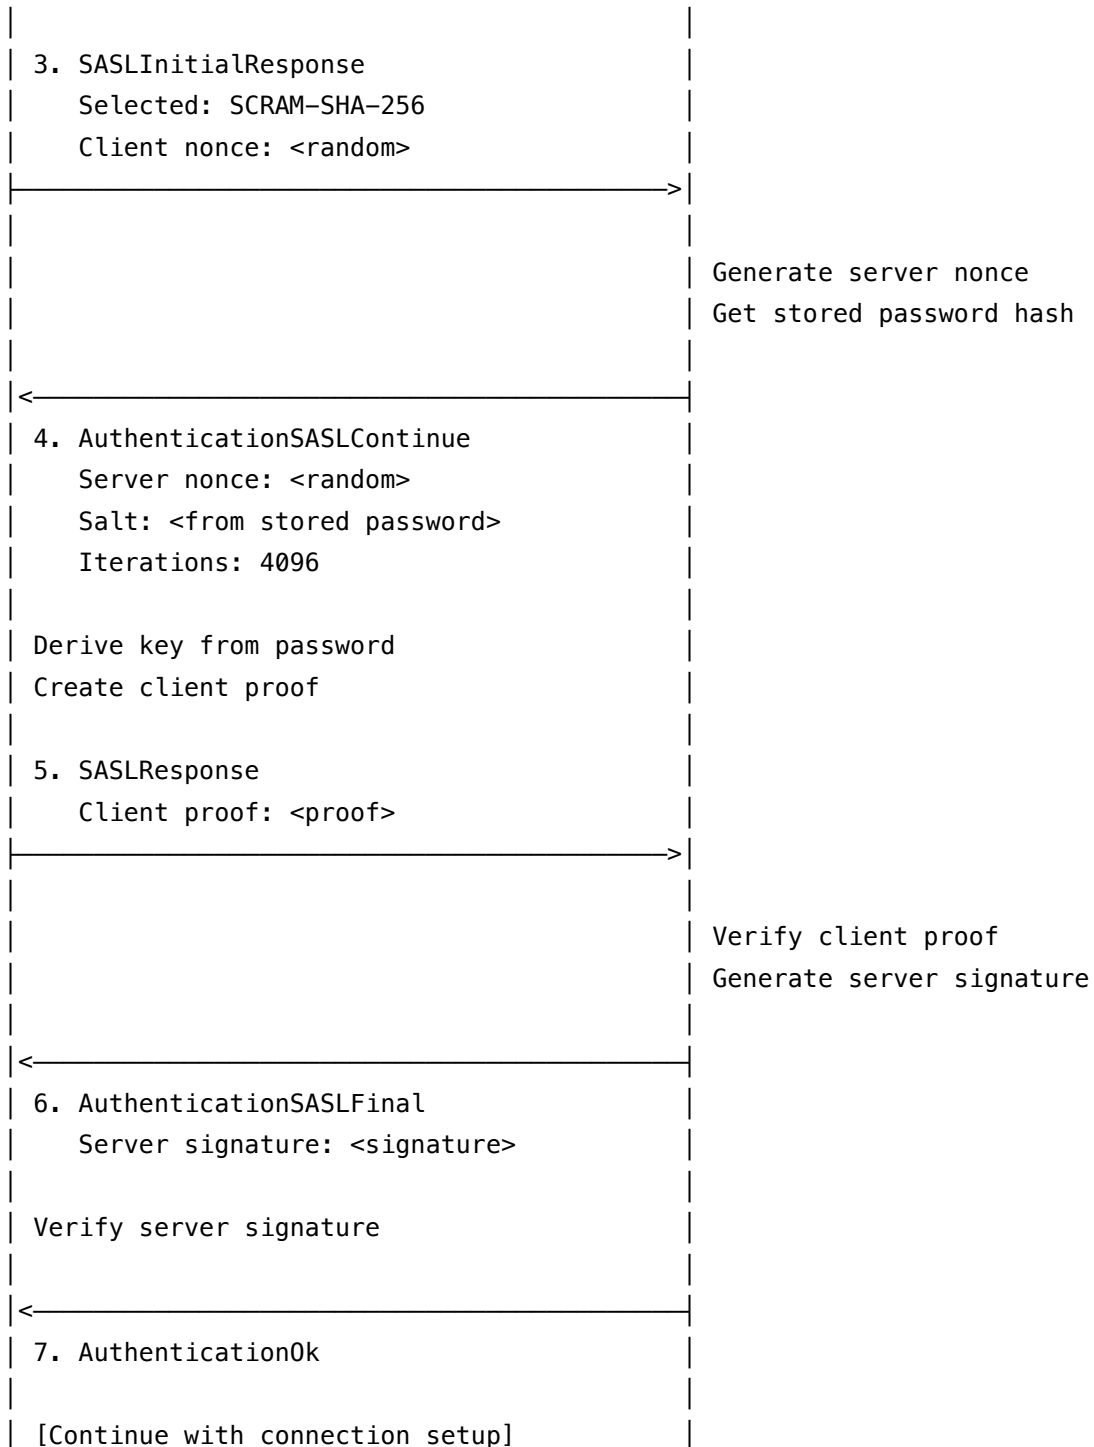 3. SASLInitialResponse
Selected: SCRAM-SHA-256
Client nonce: <random>
Generate server nonce
Get stored password hash
4. AuthenticationSASLContinue
Server nonce: <random>
Salt: <from stored password>
Iterations: 4096
Derive key from password
Create client proof
5. SASLResponse
Client proof: <proof>
Verify client proof
Generate server signature
6. AuthenticationSASLFinal
Server signature: <signature>
Verify server signature
7. AuthenticationOk
[Continue with connection setup]